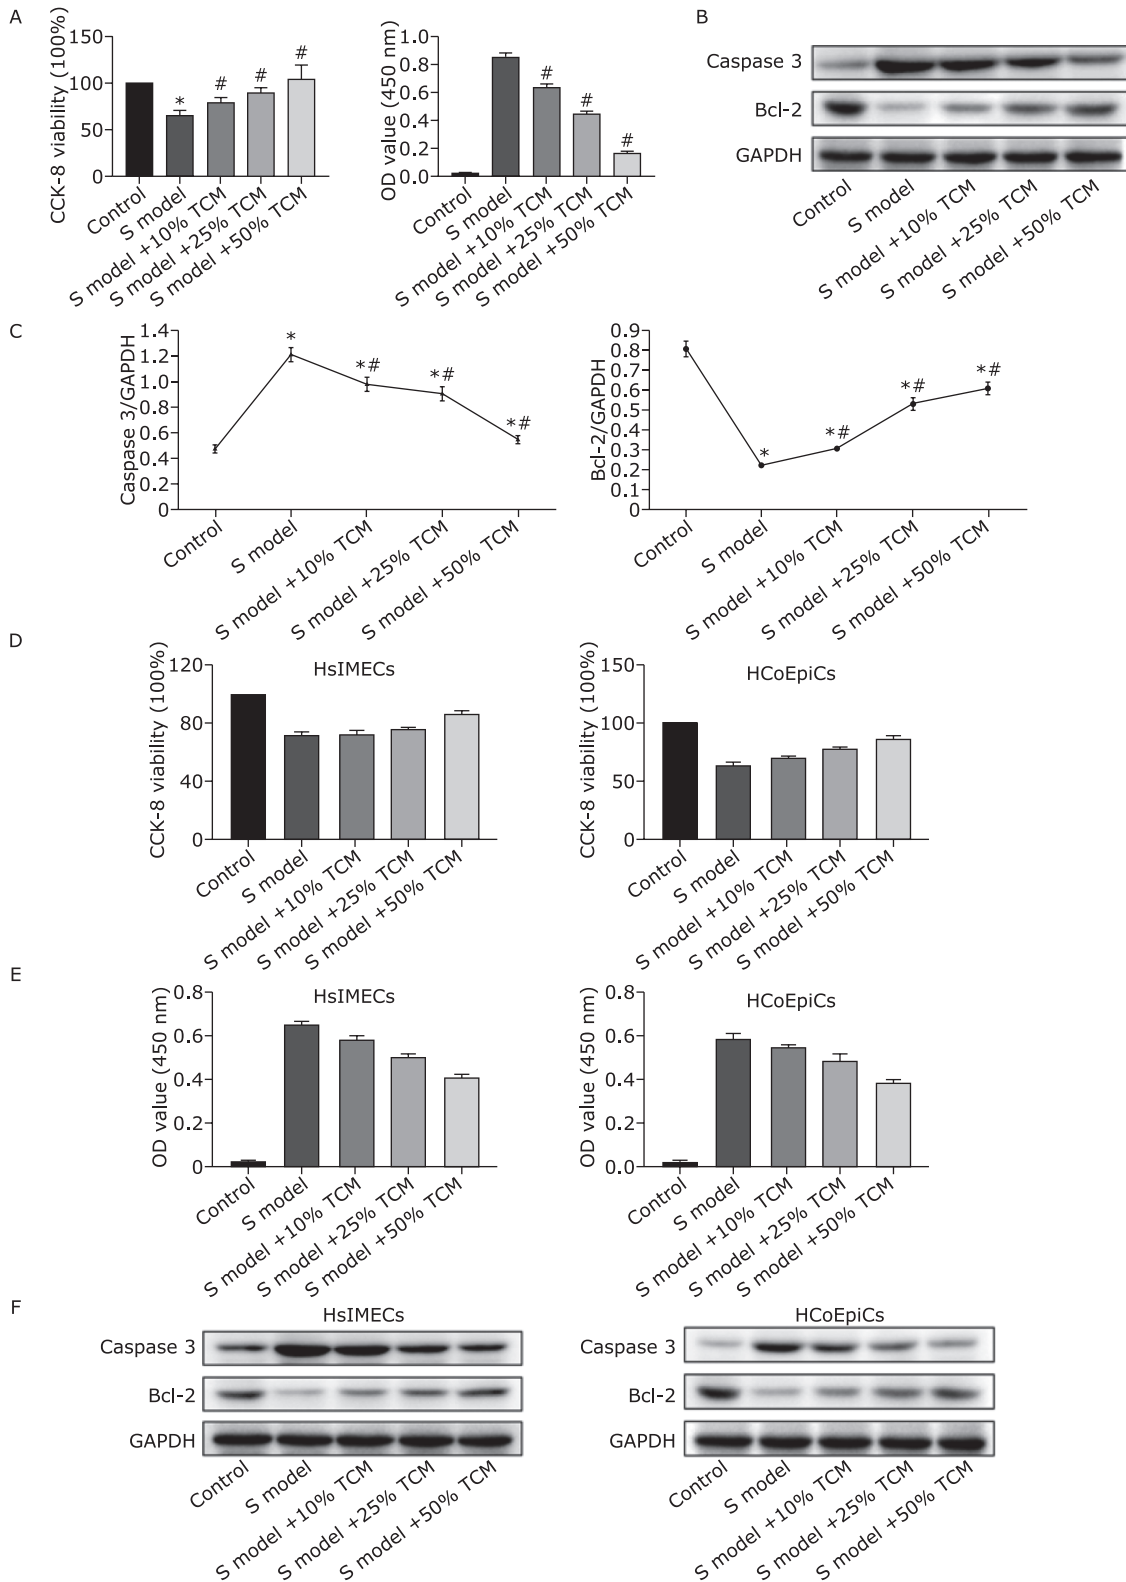 A
CCK-8 viability (100%)
150
100
50
0
*
#
#
#
Control
S model
S model +10% TCM
S model +25% TCM
S model +50% TCM
OD value (450 nm)
1.0
0.8
0.6
0.4
0.2
0.0
#
#
#
Control
S model
S model +10% TCM
S model +25% TCM
S model +50% TCM
B
Caspase 3
Bcl-2
GAPDH
Control
S model
S model +10% TCM
S model +25% TCM
S model +50% TCM
C
Caspase 3/GAPDH
1.4
1.2
1.0
0.8
0.6
0.4
0.2
0
*
*#
*#
*#
Control
S model
S model +10% TCM
S model +25% TCM
S model +50% TCM
Bcl-2/GAPDH
0.9
0.8
0.7
0.6
0.5
0.4
0.3
0.2
0.1
0
*
*#
*#
*#
Control
S model
S model +10% TCM
S model +25% TCM
S model +50% TCM
D
HsIMECs
CCK-8 viability (100%)
120
80
40
0
Control
S model
S model +10% TCM
S model +25% TCM
S model +50% TCM
HCoEpiCs
CCK-8 viability (100%)
150
100
50
0
Control
S model
S model +10% TCM
S model +25% TCM
S model +50% TCM
E
HsIMECs
OD value (450 nm)
0.8
0.6
0.4
0.2
0
Control
S model
S model +10% TCM
S model +25% TCM
S model +50% TCM
HCoEpiCs
OD value (450 nm)
0.8
0.6
0.4
0.2
0.0
Control
S model
S model +10% TCM
S model +25% TCM
S model +50% TCM
F
HsIMECs
Caspase 3
Bcl-2
GAPDH
Control
S model
S model +10% TCM
S model +25% TCM
S model +50% TCM
HCoEpiCs
Caspase 3
Bcl-2
GAPDH
Control
S model
S model +10% TCM
S model +25% TCM
S model +50% TCM